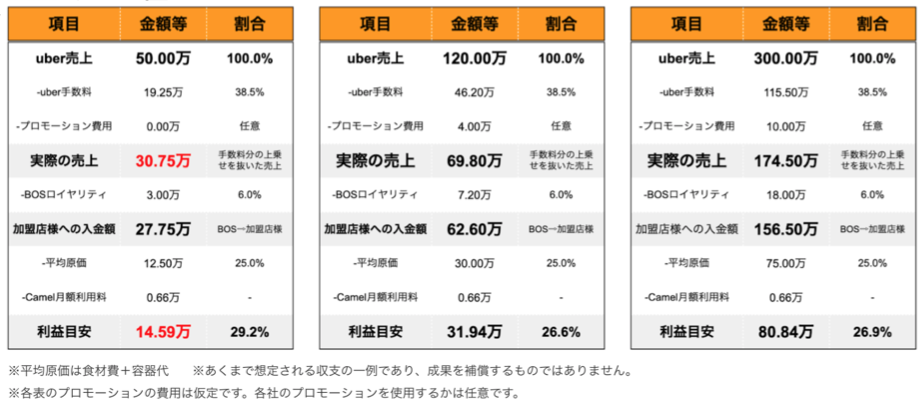 項目 金額等 割合
uber売上 50.00万 100.0%
-uber手数料 19.25万 38.5%
-プロモーション費用 0.00万 任意
実際の売上 30.75万 手数料分の上乗
せを抜いた売上
-BOSロイヤリティ 3.00万 6.0%
加盟店様への入金額 27.75万 BOS→加盟店様
-平均原価 12.50万 25.0%
-Camel月額利用料 0.66万 -
利益目安 14.59万 29.2%
項目 金額等 割合
uber売上 120.00万 100.0%
-uber手数料 46.20万 38.5%
-プロモーション費用 4.00万 任意
実際の売上 69.80万 手数料分の上乗
せを抜いた売上
-BOSロイヤリティ 7.20万 6.0%
加盟店様への入金額 62.60万 BOS→加盟店様
-平均原価 30.00万 25.0%
-Camel月額利用料 0.66万 -
利益目安 31.94万 26.6%
項目 金額等 割合
uber売上 300.00万 100.0%
-uber手数料 115.50万 38.5%
-プロモーション費用 10.00万 任意
実際の売上 174.50万 手数料分の上乗
せを抜いた売上
-BOSロイヤリティ 18.00万 6.0%
加盟店様への入金額 156.50万 BOS→加盟店様
-平均原価 75.00万 25.0%
-Camel月額利用料 0.66万 -
利益目安 80.84万 26.9%
※平均原価は食材費＋容器代 ※あくまで想定される収支の一例であり、成果を補償するものではありません。
※各表のプロモーションの費用は仮定です。各社のプロモーションを使用するかは任意です。